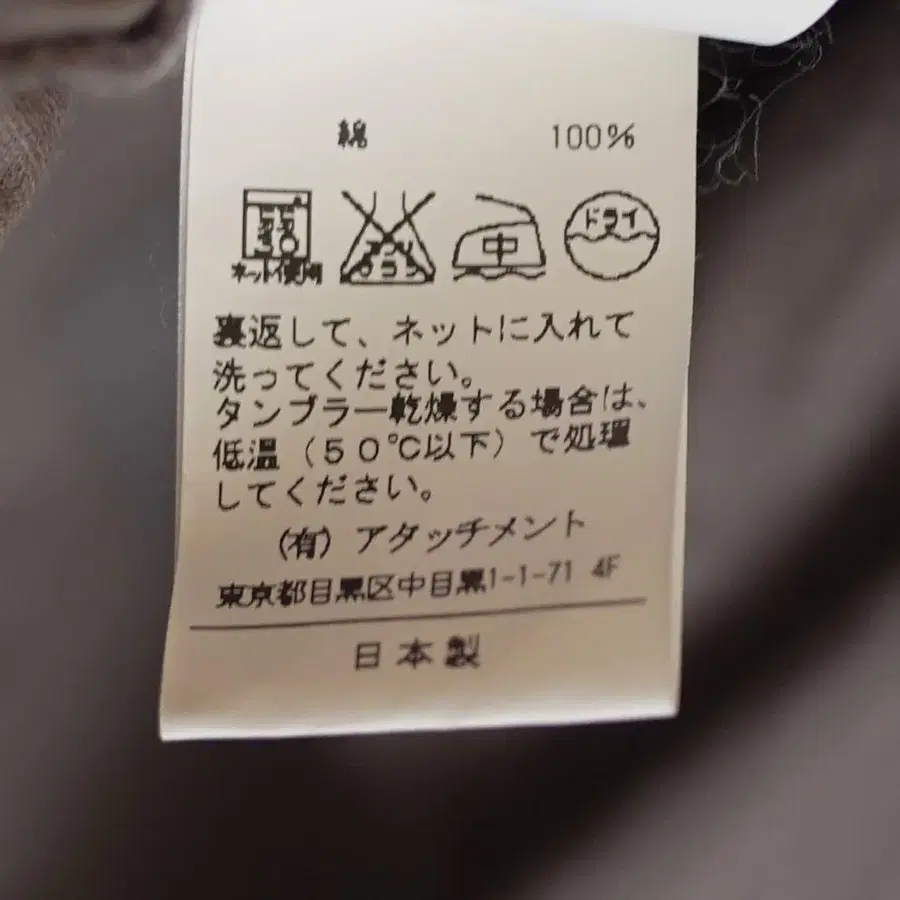 綿 100%
ネット使用
中 ドライ
裏返して、ネットに入れて
洗ってください。
タンブラー乾燥する場合は、
低温（50℃以下）で処理
してください。
(有) アタッチメント
東京都目黒区中目黒1-1-71 4F
日本製